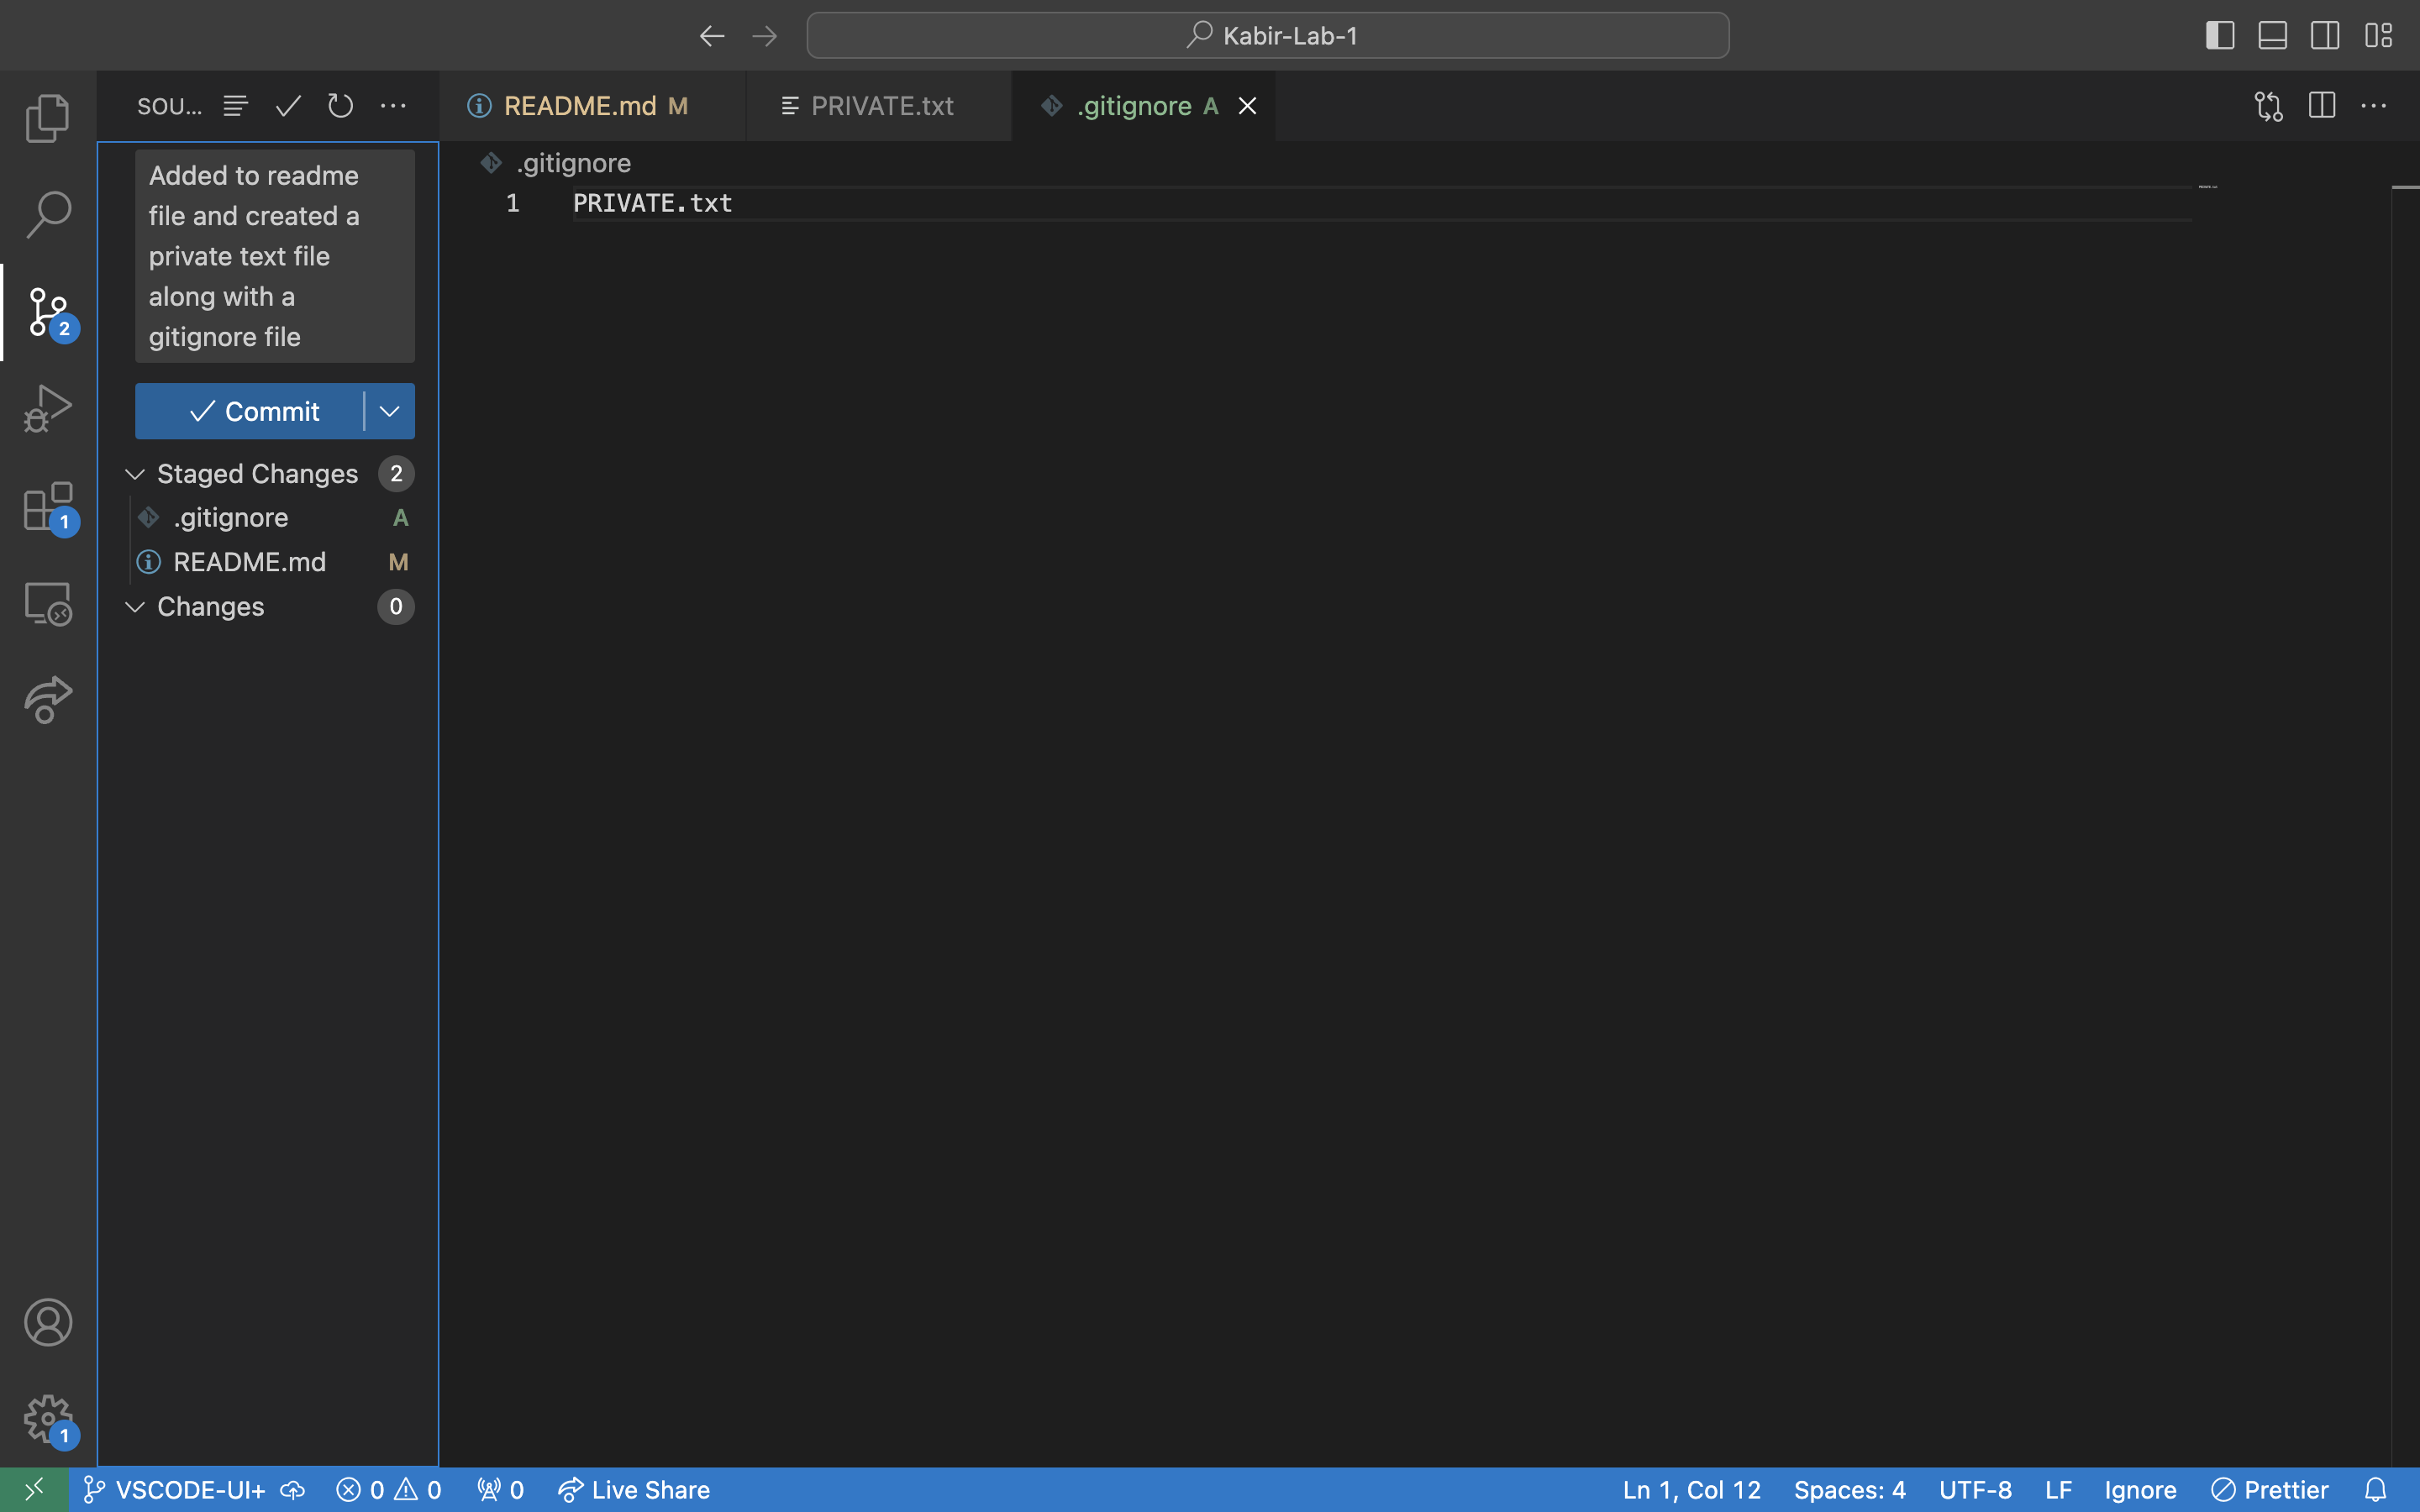 Kabir-Lab-1
SOU...
README.md M
PRIVATE.txt
.gitignore A
Added to readme
file and created a
private text file
along with a
gitignore file
Commit
Staged Changes 2
.gitignore A
README.md M
Changes 0
.gitignore
1 PRIVATE.txt
2
1
1
VSCODE-UI+ 0 0 0 Live Share Ln 1, Col 12 Spaces: 4 UTF-8 LF Ignore Prettier